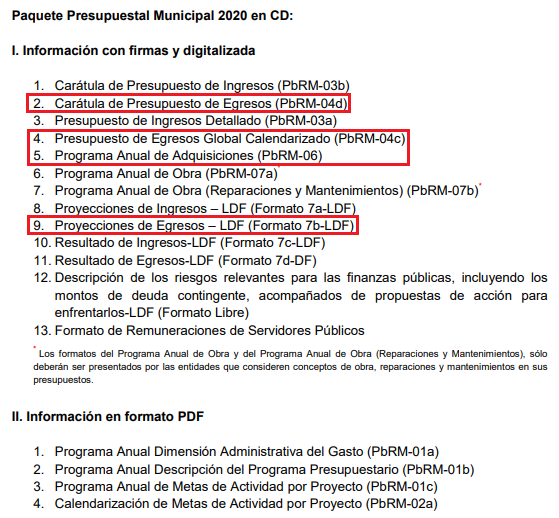 Paquete Presupuestal Municipal 2020 en CD:
I. Información con firmas y digitalizada
1. Carátula de Presupuesto de Ingresos (PbRM-03b)
2. Carátula de Presupuesto de Egresos (PbRM-04d)
3. Presupuesto de Ingresos Detallado (PbRM-03a)
4. Presupuesto de Egresos Global Calendarizado (PbRM-04c)
5. Programa Anual de Adquisiciones (PbRM-06)
6. Programa Anual de Obra (PbRM-07a)*
7. Programa Anual de Obra (Reparaciones y Mantenimientos) (PbRM-07b)*
8. Proyecciones de Ingresos – LDF (Formato 7a-LDF)
9. Proyecciones de Egresos – LDF (Formato 7b-LDF)
10. Resultado de Ingresos-LDF (Formato 7c-LDF)
11. Resultado de Egresos-LDF (Formato 7d-DF)
12. Descripción de los riesgos relevantes para las finanzas públicas, incluyendo los
montos de deuda contingente, acompañados de propuestas de acción para
enfrentarlos-LDF (Formato Libre)
13. Formato de Remuneraciones de Servidores Públicos
* Los formatos del Programa Anual de Obra y del Programa Anual de Obra (Reparaciones y Mantenimientos), sólo
deberán ser presentados por las entidades que consideren conceptos de obra, reparaciones y mantenimientos en sus
presupuestos.
II. Información en formato PDF
1. Programa Anual Dimensión Administrativa del Gasto (PbRM-01a)
2. Programa Anual Descripción del Programa Presupuestario (PbRM-01b)
3. Programa Anual de Metas de Actividad por Proyecto (PbRM-01c)
4. Calendarización de Metas de Actividad por Proyecto (PbRM-02a)